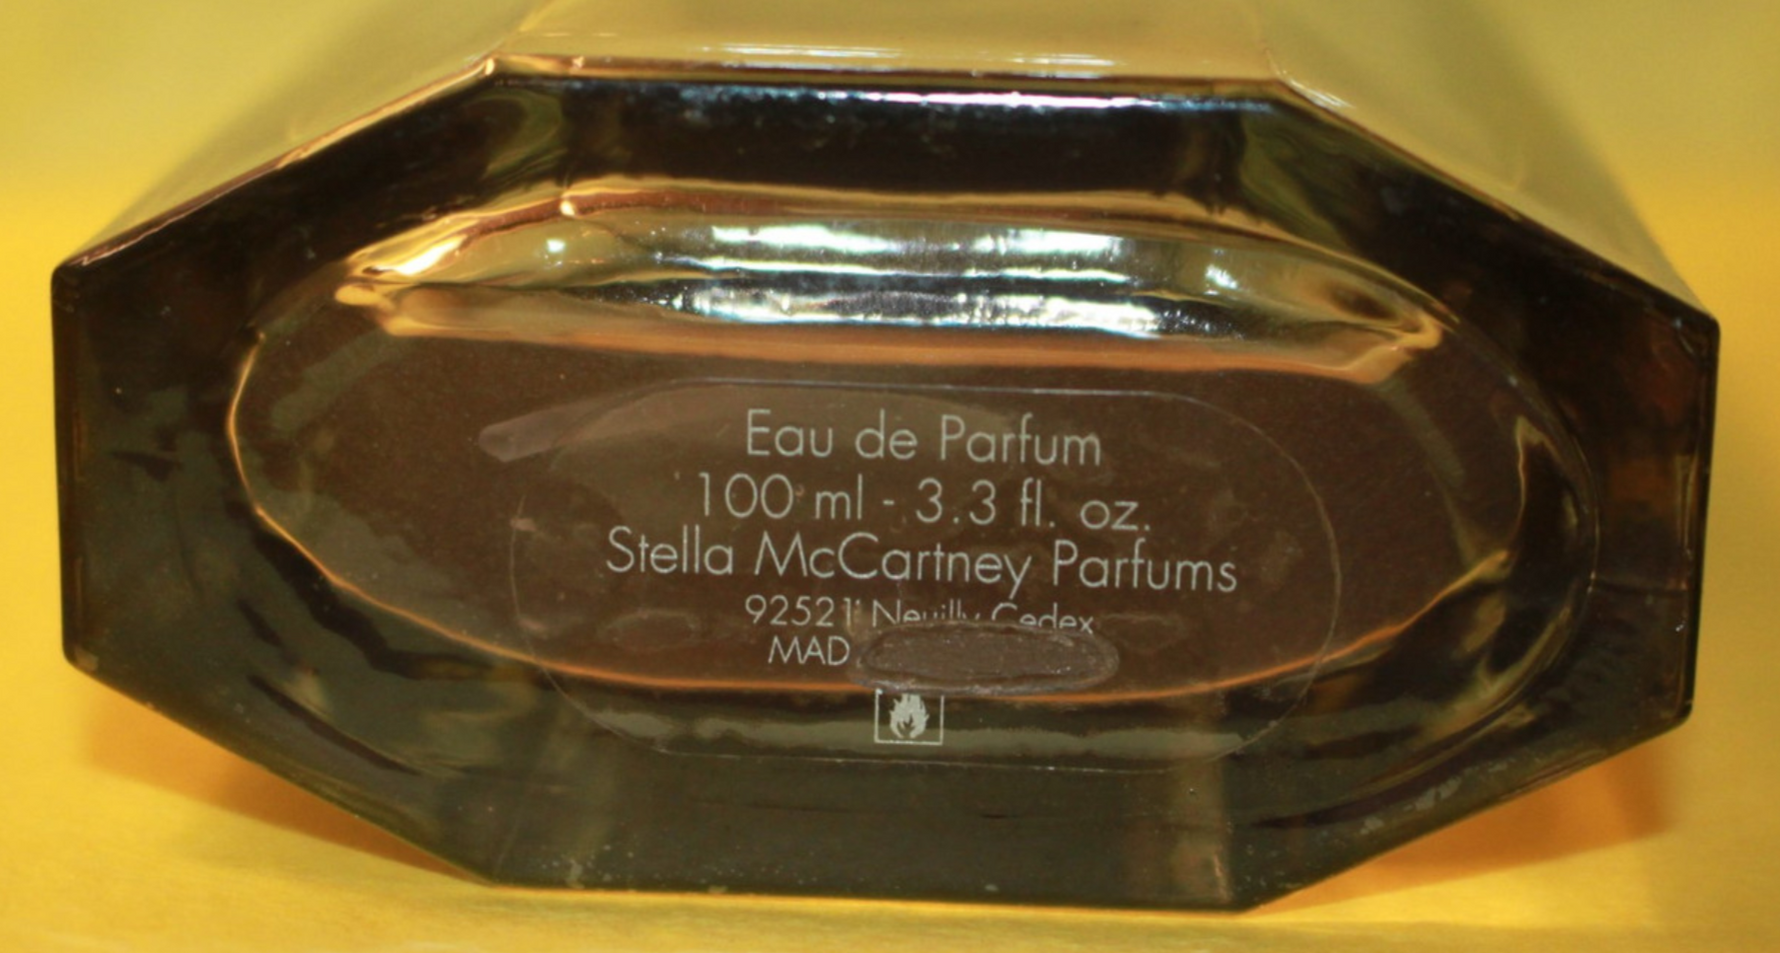 Eau de Parfum
100 ml - 3.3 fl. oz.
Stella McCartney Parfums
92521 Neuilly Cedex
MAD